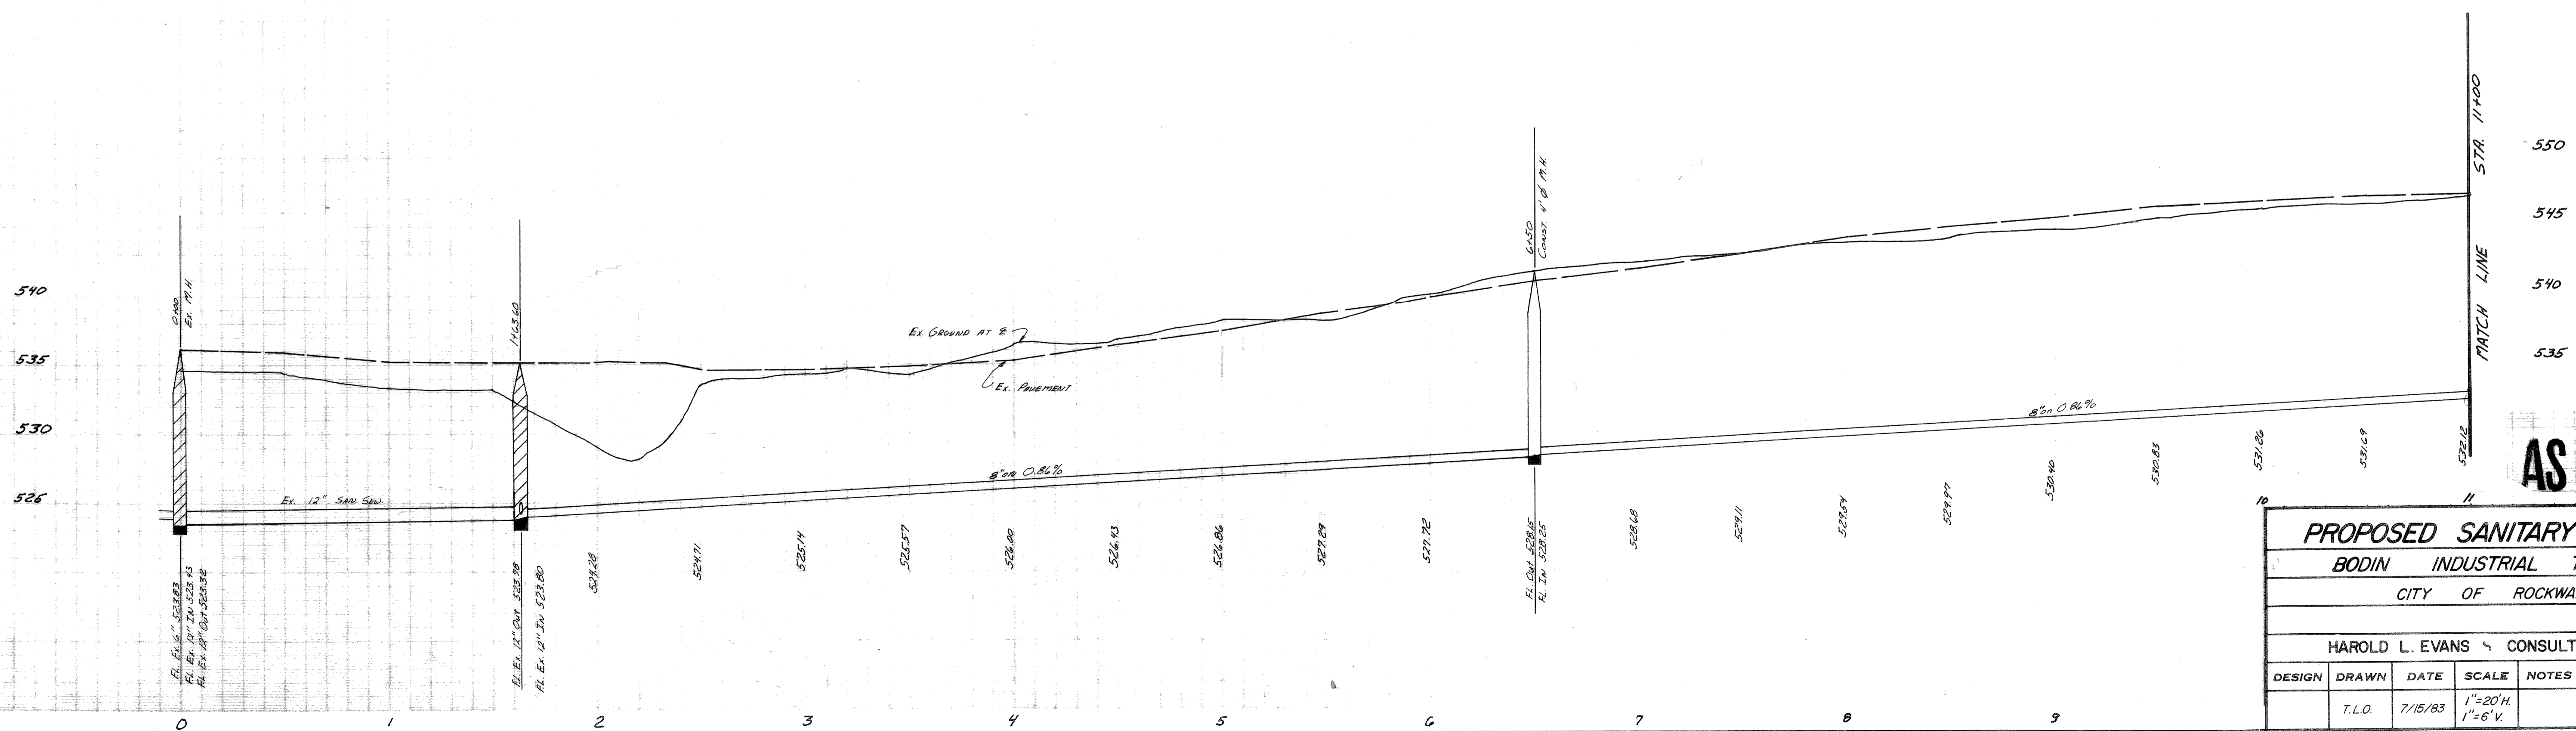 540
535
530
525
0+00
Ex. M.H.
1+63.60
Ex. 12" San. Sew.
FL. Ex. 6" 523.83
FL. Ex. 12" IN 523.43
FL. Ex. 12" Out 523.32
FL. Ex. 12" Out 523.78
FL. Ex. 12" IN 523.80
Ex. Ground at ℄
Ex. Pavement
8" on 0.86%
6+50
Const. 4' Ø M.H.
FL. Out 528.15
FL. In 528.25
8" on 0.86%
524.28
524.71
525.14
525.57
526.00
526.43
526.86
527.29
527.72
528.68
529.11
529.54
529.97
530.40
530.83
531.26
531.69
532.12
MATCH LINE STA. 11+00
550
545
540
535
AS
0 1 2 3 4 5 6 7 8 9 10 11
PROPOSED SANITARY
BODIN INDUSTRIAL
CITY OF ROCKWA
HAROLD L. EVANS CONSULT
DESIGN DRAWN DATE SCALE NOTES
T.L.O. 7/15/83 1"=20'H.
1"=6'V.